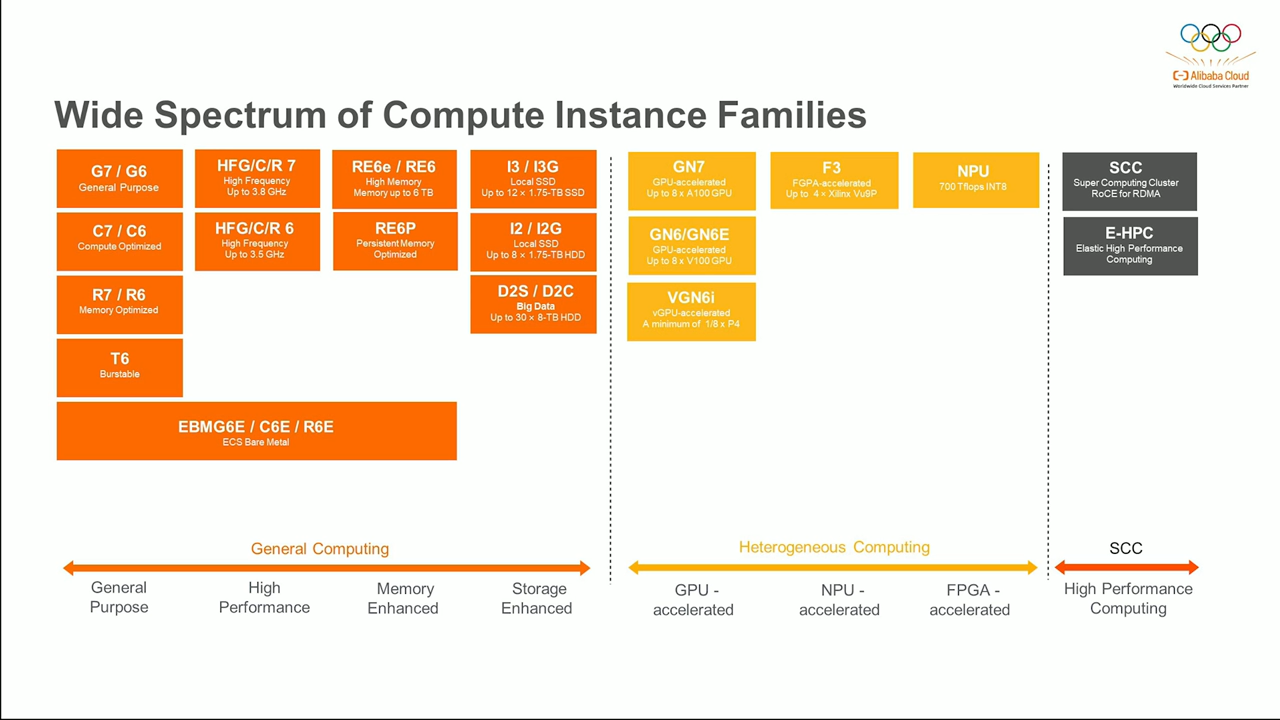 Alibaba Cloud
Worldwide Cloud Services Partner
Wide Spectrum of Compute Instance Families
G7 / G6
General Purpose
C7 / C6
Compute Optimized
R7 / R6
Memory Optimized
T6
Burstable
HFG/C/R 7
High Frequency
Up to 3.8 GHz
HFG/C/R 6
High Frequency
Up to 3.5 GHz
RE6e / RE6
High Memory
Memory up to 6 TB
RE6P
Persistent Memory
Optimized
EBMG6E / C6E / R6E
ECS Bare Metal
I3 / I3G
Local SSD
Up to 12 × 1.75-TB SSD
I2 / I2G
Local SSD
Up to 8 × 1.75-TB HDD
D2S / D2C
Big Data
Up to 30 × 8-TB HDD
GN7
GPU-accelerated
Up to 8 x A100 GPU
GN6/GN6E
GPU-accelerated
Up to 8 x V100 GPU
VGN6i
vGPU-accelerated
A minimum of 1/8 x P4
F3
FGPA-accelerated
Up to 4 × Xilinx Vu9P
NPU
700 Tflops INT8
SCC
Super Computing Cluster
RoCE for RDMA
E-HPC
Elastic High Performance
Computing
General Computing
General
Purpose
High
Performance
Memory
Enhanced
Storage
Enhanced
Heterogeneous Computing
GPU -
accelerated
NPU -
accelerated
FPGA -
accelerated
SCC
High Performance
Computing